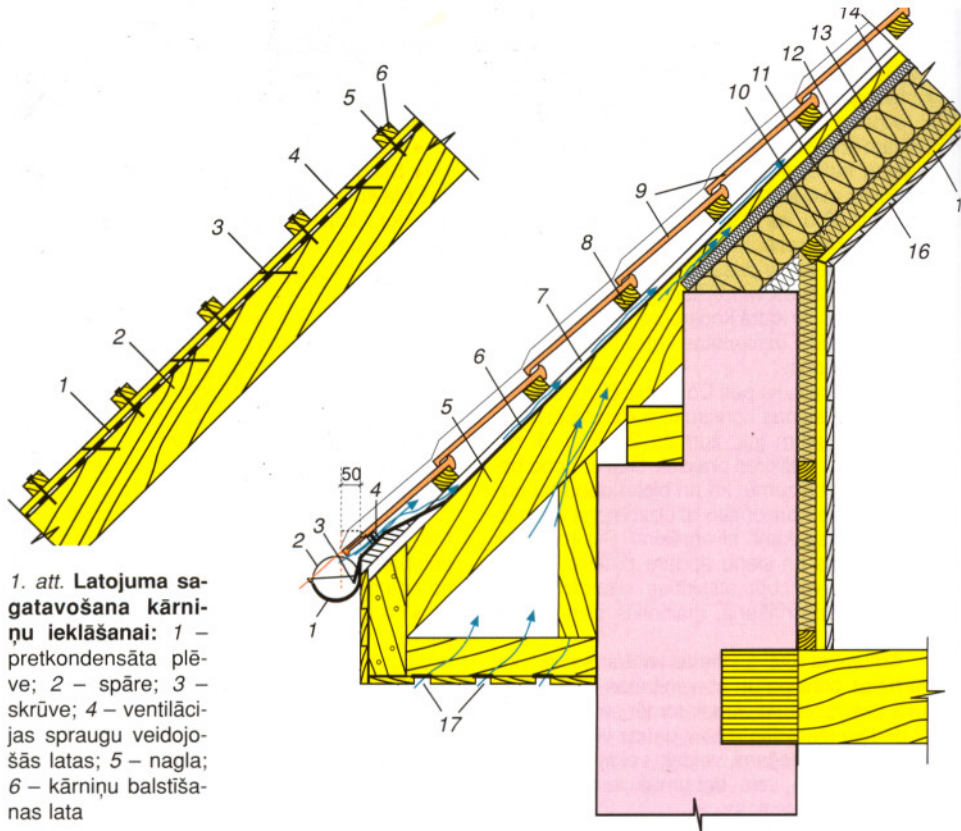 6
5
4
3
2
1
14
13
12
11
10
9
8
7
6
5
50
4
3
2
1
16
17
1. att. Latojuma sa-
gatavošana kārni-
ņu ieklāšanai: 1 –
pretkondensāta plē-
ve; 2 – spāre; 3 –
skrūve; 4 – ventilāci-
jas spraugu veidojo-
šās latas; 5 – nagla;
6 – kārniņu balstīša-
nas lata